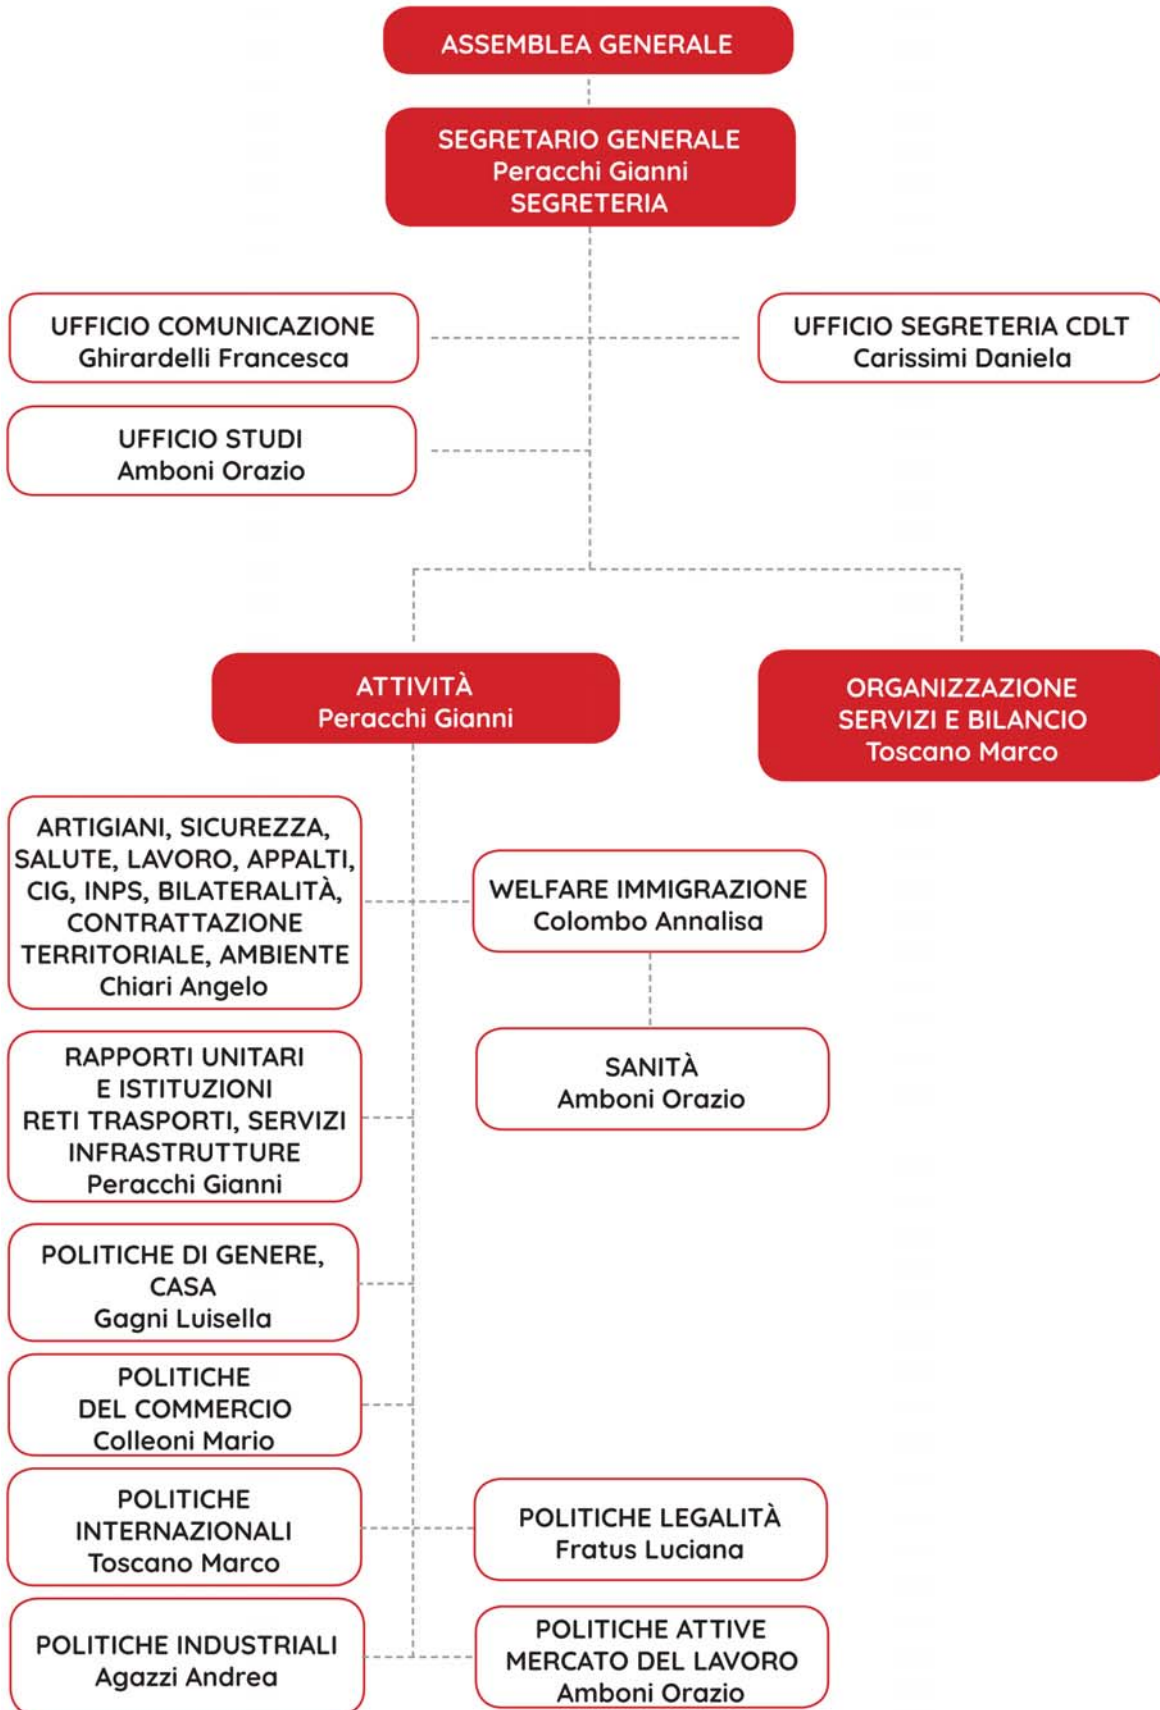 ASSEMBLEA GENERALE
SEGRETARIO GENERALE
Peracchi Gianni
SEGRETERIA
UFFICIO COMUNICAZIONE
Ghirardelli Francesca
UFFICIO SEGRETERIA CDLT
Carissimi Daniela
UFFICIO STUDI
Amboni Orazio
ATTIVITÀ
Peracchi Gianni
ORGANIZZAZIONE
SERVIZI E BILANCIO
Toscano Marco
ARTIGIANI, SICUREZZA,
SALUTE, LAVORO, APPALTI,
CIG, INPS, BILATERALITÀ,
CONTRATTAZIONE
TERRITORIALE, AMBIENTE
Chiari Angelo
WELFARE IMMIGRAZIONE
Colombo Annalisa
SANITÀ
Amboni Orazio
RAPPORTI UNITARI
E ISTITUZIONI
RETI TRASPORTI, SERVIZI
INFRASTRUTTURE
Peracchi Gianni
POLITICHE DI GENERE,
CASA
Gagni Luisella
POLITICHE
DEL COMMERCIO
Colleoni Mario
POLITICHE
INTERNAZIONALI
Toscano Marco
POLITICHE LEGALITÀ
Fratus Luciana
POLITICHE INDUSTRIALI
Agazzi Andrea
POLITICHE ATTIVE
MERCATO DEL LAVORO
Amboni Orazio